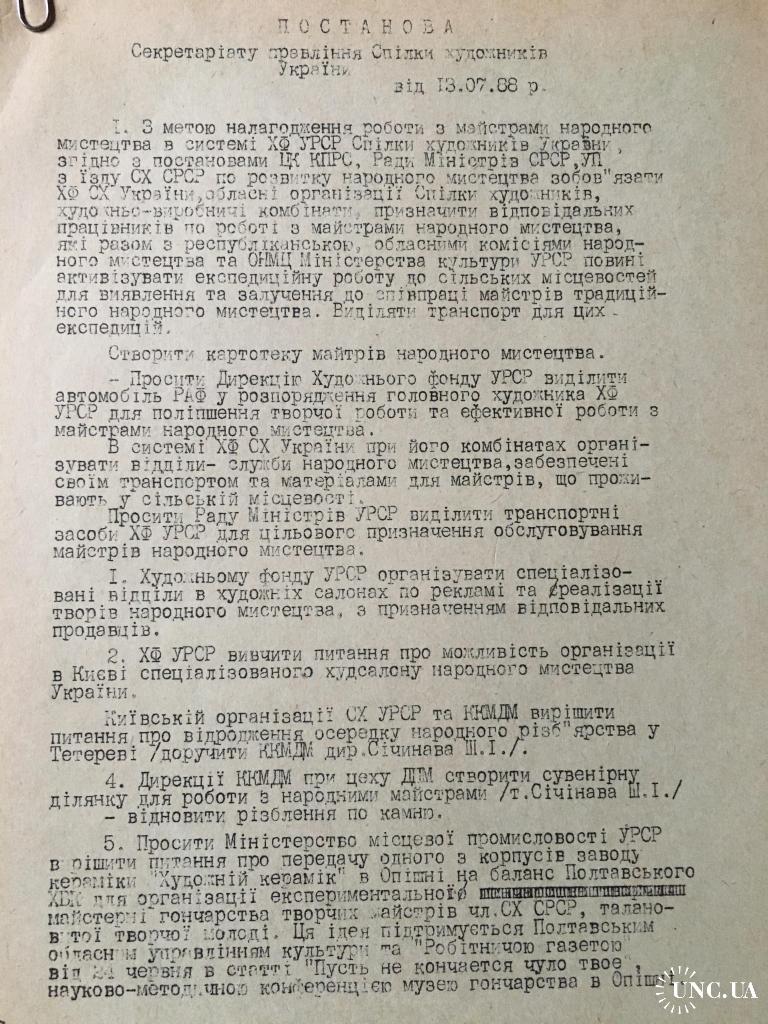 ПОСТАНОВА
Секретаріату правління Спілки художників
України
від 13.07.88 р.
І. З метою налагодження роботи з майстрами народного
мистецтва в системі ХФ УРСР Спілки художників України,
згідно з постановами ЦК КПРС, Ради Міністрів СРСР,УП
з їзду СХ СРСР по розвитку народного мистецтва зобов"язати
ХФ СХ України,обласні організації Спілки художників,
художньо-виробничі комбінати, призначити відповідальних
працівників по роботі з майстрами народного мистецтва,
які разом з республіканською, обласними комісіями народ-
ного мистецтва та ОНМЦ Міністерства культури УРСР повині
активізувати експедиційну роботу до сільських місцевостей
для виявлення та залучення до співпраці майстрів традицій-
ного народного мистецтва. Виділяти транспорт для цих
експедицій.
Створити картотеку майтрів народного мистецтва.
- Просити Дирекцію Художнього фонду УРСР виділити
автомобіль РАФ у розпорядження головного художника ХФ
УРСР для поліпшення творчої роботи та ефективної роботи з
майстрами народного мистецтва.
В системі ХФ СХ України при його комбінатах органі-
зувати відділи- служби народного мистецтва,забезпечені
своїм транспортом та матеріалами для майстрів, що прожи-
вають у сільській місцевості.
Просити Раду Міністрів УРСР виділити транспортні
засоби ХФ УРСР для цільового призначення обслуговування
майстрів народного мистецтва.
І. Художньому фонду УРСР організувати спеціалізо-
вані відділи в художніх салонах по рекламі та реалізації
творів народного мистецтва, з призначенням відповідальних
продавців.
2. ХФ УРСР вивчити питання про можливість організації
в Києві спеціалізованого худсалону народного мистецтва
України.
Київській організації СХ УРСР та ККМДМ вирішити
питання про відродження осередку народного різб"ярства у
Тетереві /доручити ККМДМ дир.Січинава Ш.І./.
4. Дирекції ККМДМ при цеху ДПМ створити сувенірну
ділянку для роботи з народними майстрами /т.Січінава Ш.І./
- відновити різблення по камню.
5. Просити Міністерство місцевої промисловості УРСР
вирішити питання про передачу одного з корпусів заводу
кераміки "Художній керамік" в Опішні на баланс Полтавського
ХВК для організації експериментальної
майстерні гончарства творчих майстрів чл.СХ СРСР, талано-
витої творчої молоді. Ця ідея підтримується Полтавським
обласним управлінням культури та "Робітничою газетою"
від 21 червня в статті "Пусть не кончается чуло твое",
науково-методичною конференцією музею гончарства в Опішні.
UNC.UA